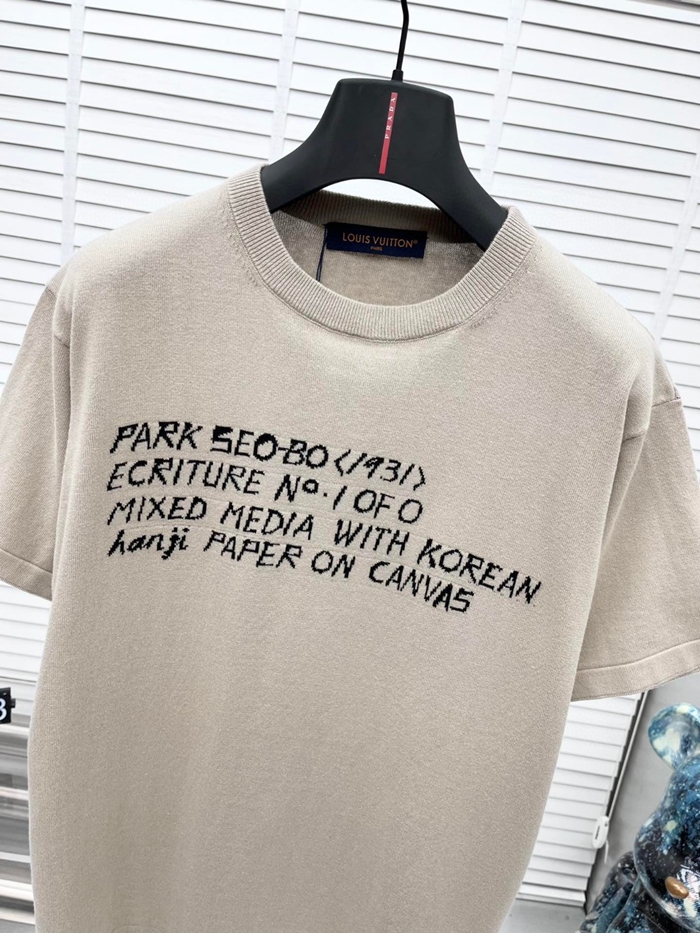 PRADA
LOUIS VUITTON®
PARIS
PARK SEO-BO <1931>
ECRITURE Nº.1 OF 0
MIXED MEDIA WITH KOREAN
hanji PAPER ON CANVAS